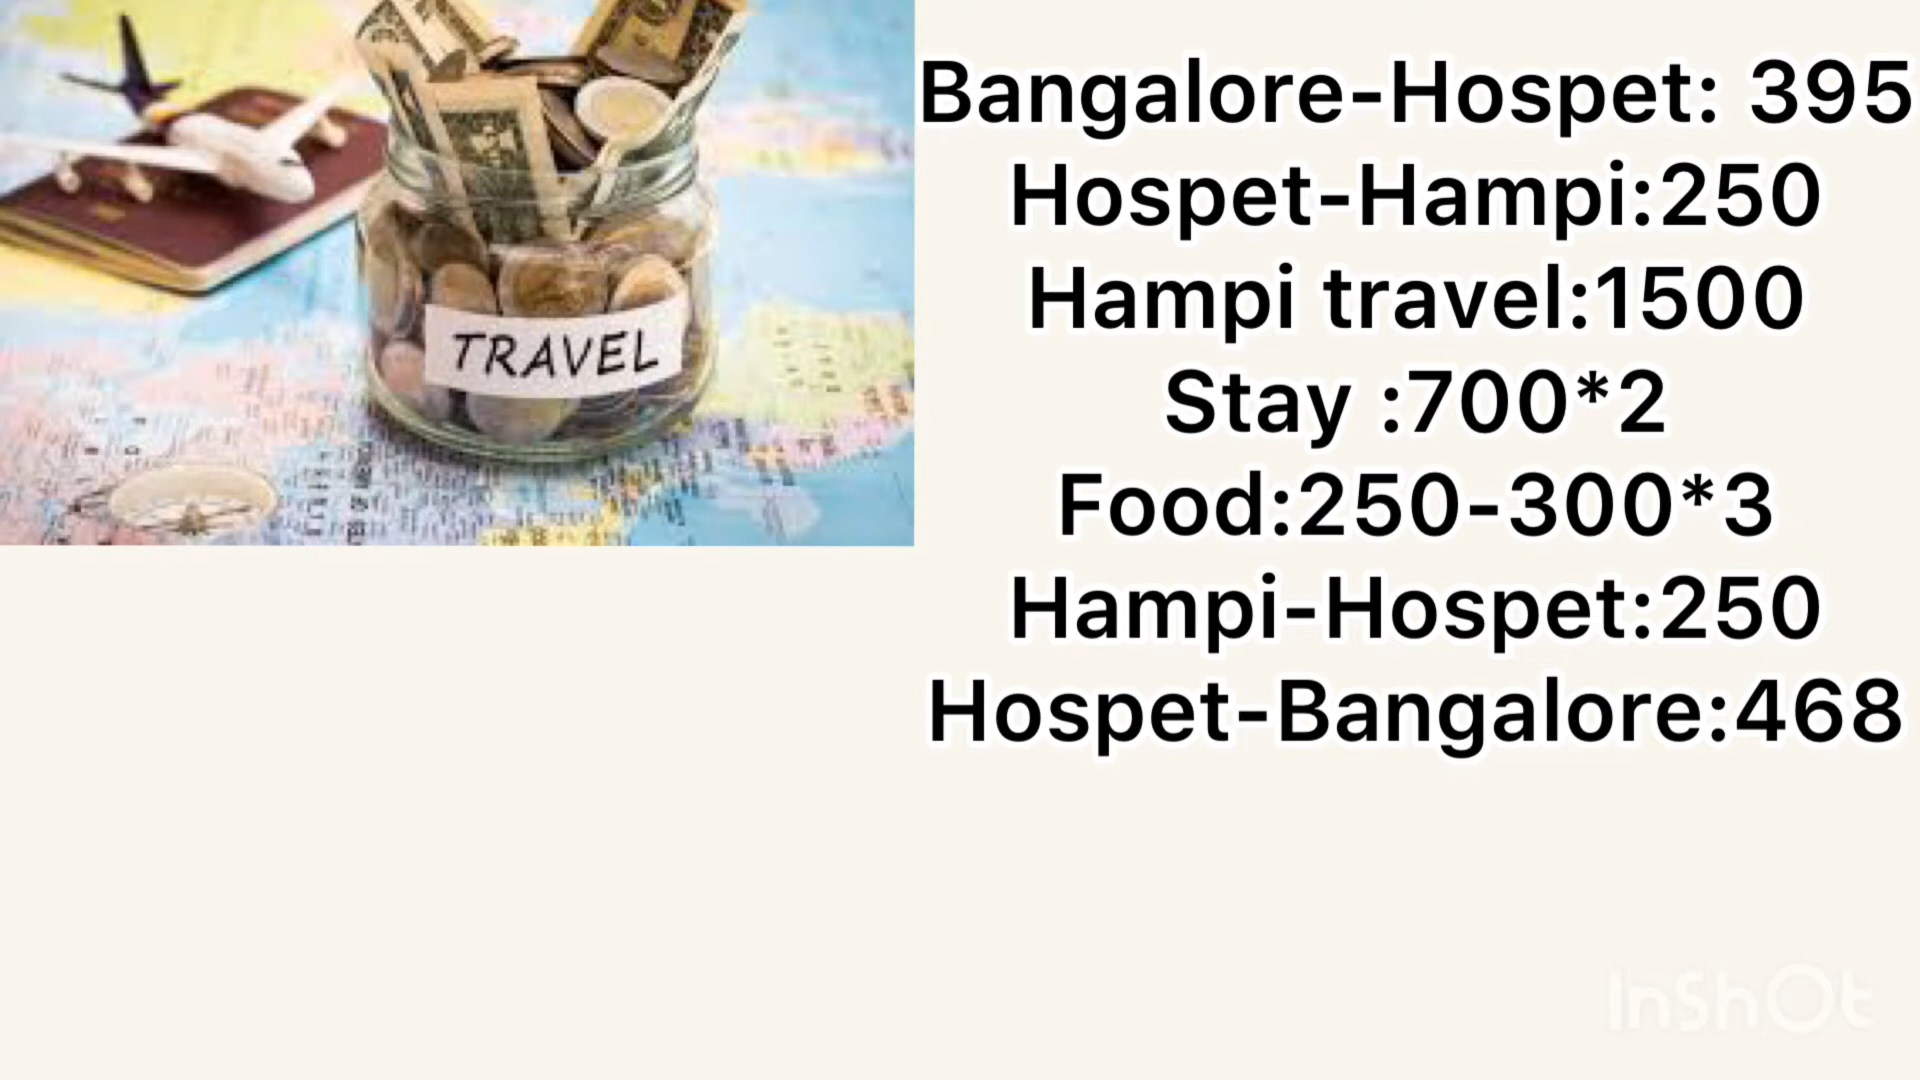 TRAVEL
Bangalore-Hospet: 395
Hospet-Hampi:250
Hampi travel:1500
Stay :700*2
Food:250-300*3
Hampi-Hospet:250
Hospet-Bangalore:468
InShOt